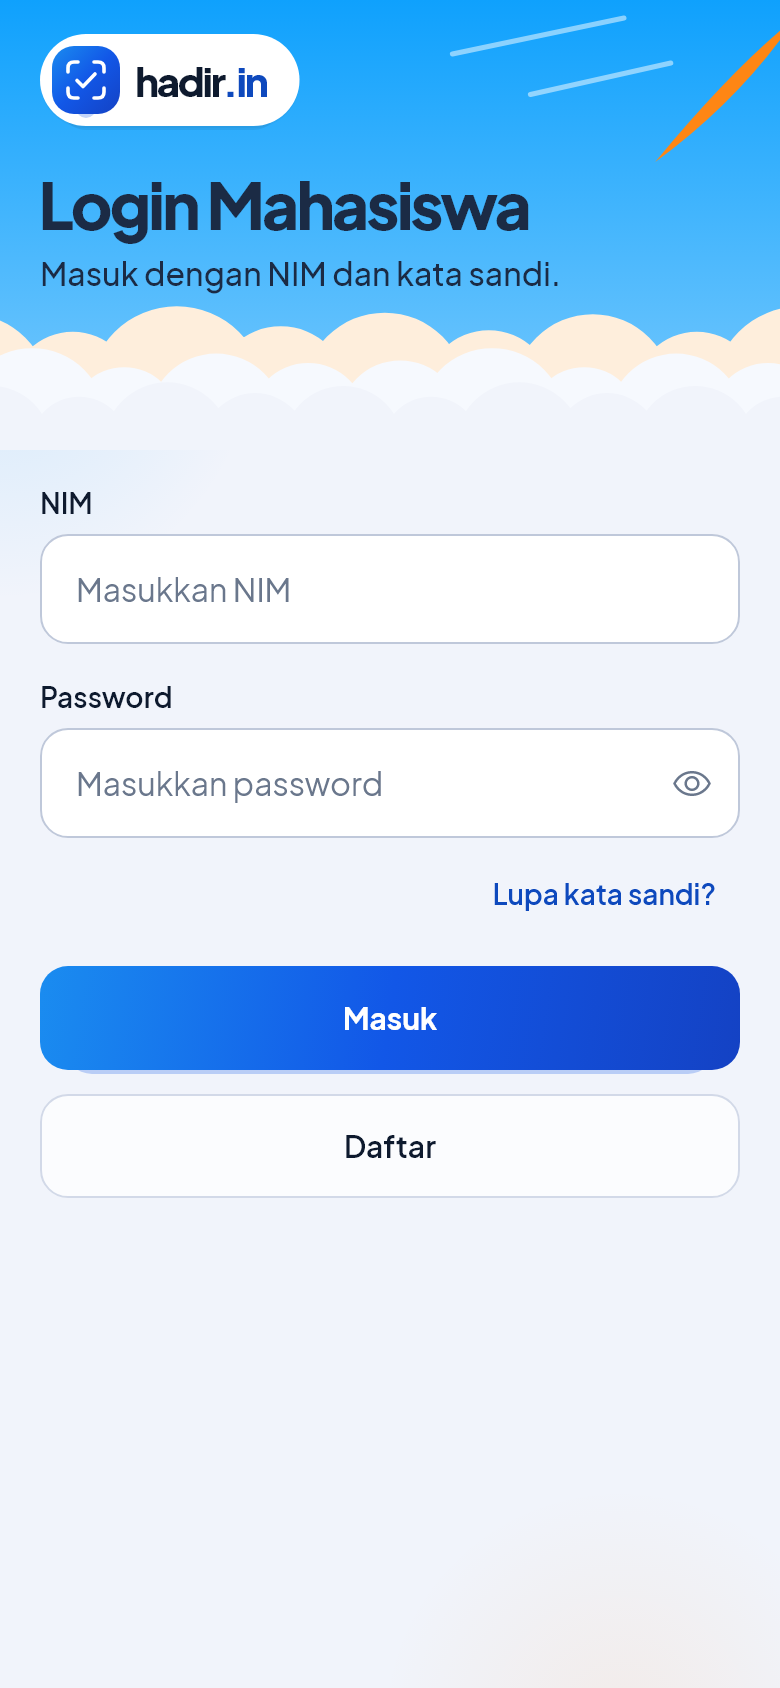 hadir.in
Login Mahasiswa
Masuk dengan NIM dan kata sandi.
NIM
Masukkan NIM
Password
Masukkan password
Lupa kata sandi?
Masuk
Daftar